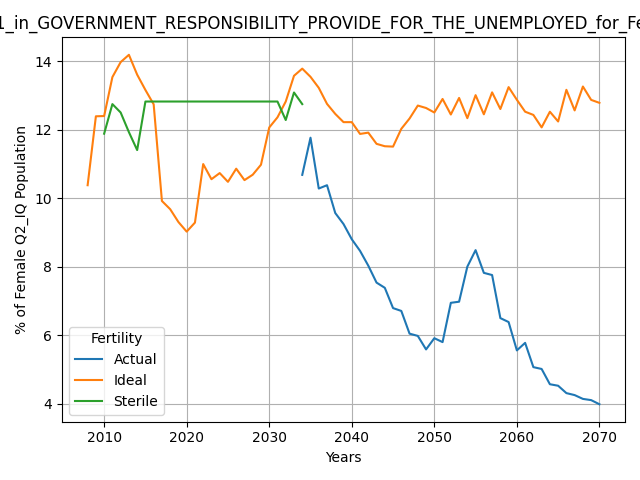 1_in_GOVERNMENT_RESPONSIBILITY_PROVIDE_FOR_THE_UNEMPLOYED_for_Fe
14
12
10
8
6
4
% of Female Q2_IQ Population
Fertility
Actual
Ideal
Sterile
2010 2020 2030 2040 2050 2060 2070
Years